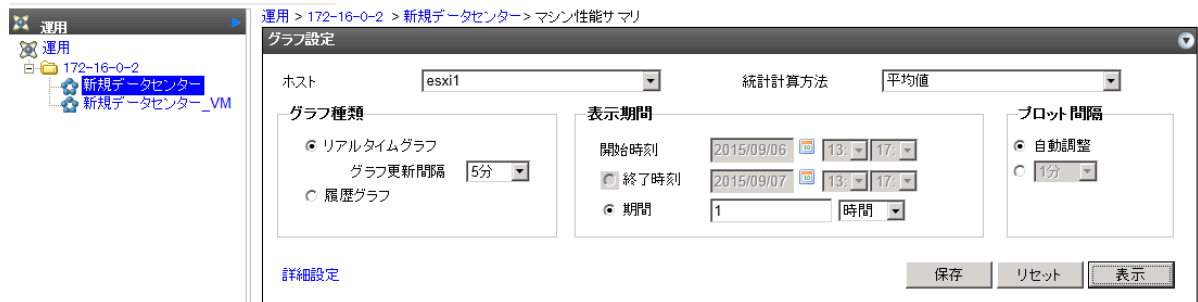 運用
運用 > 172-16-0-2 > 新規データセンター> マシン性能サマリ
運用
172-16-0-2
新規データセンター
新規データセンター_VM
グラフ設定
ホスト esxi1 統計計算方法 平均値
グラフ種類
リアルタイムグラフ
グラフ更新間隔 5分
履歴グラフ
表示期間
開始時刻 2015/09/06 13: 17:
終了時刻 2015/09/07 13: 17:
期間 1 時間
プロット間隔
自動調整
1分
詳細設定 保存 リセット 表示